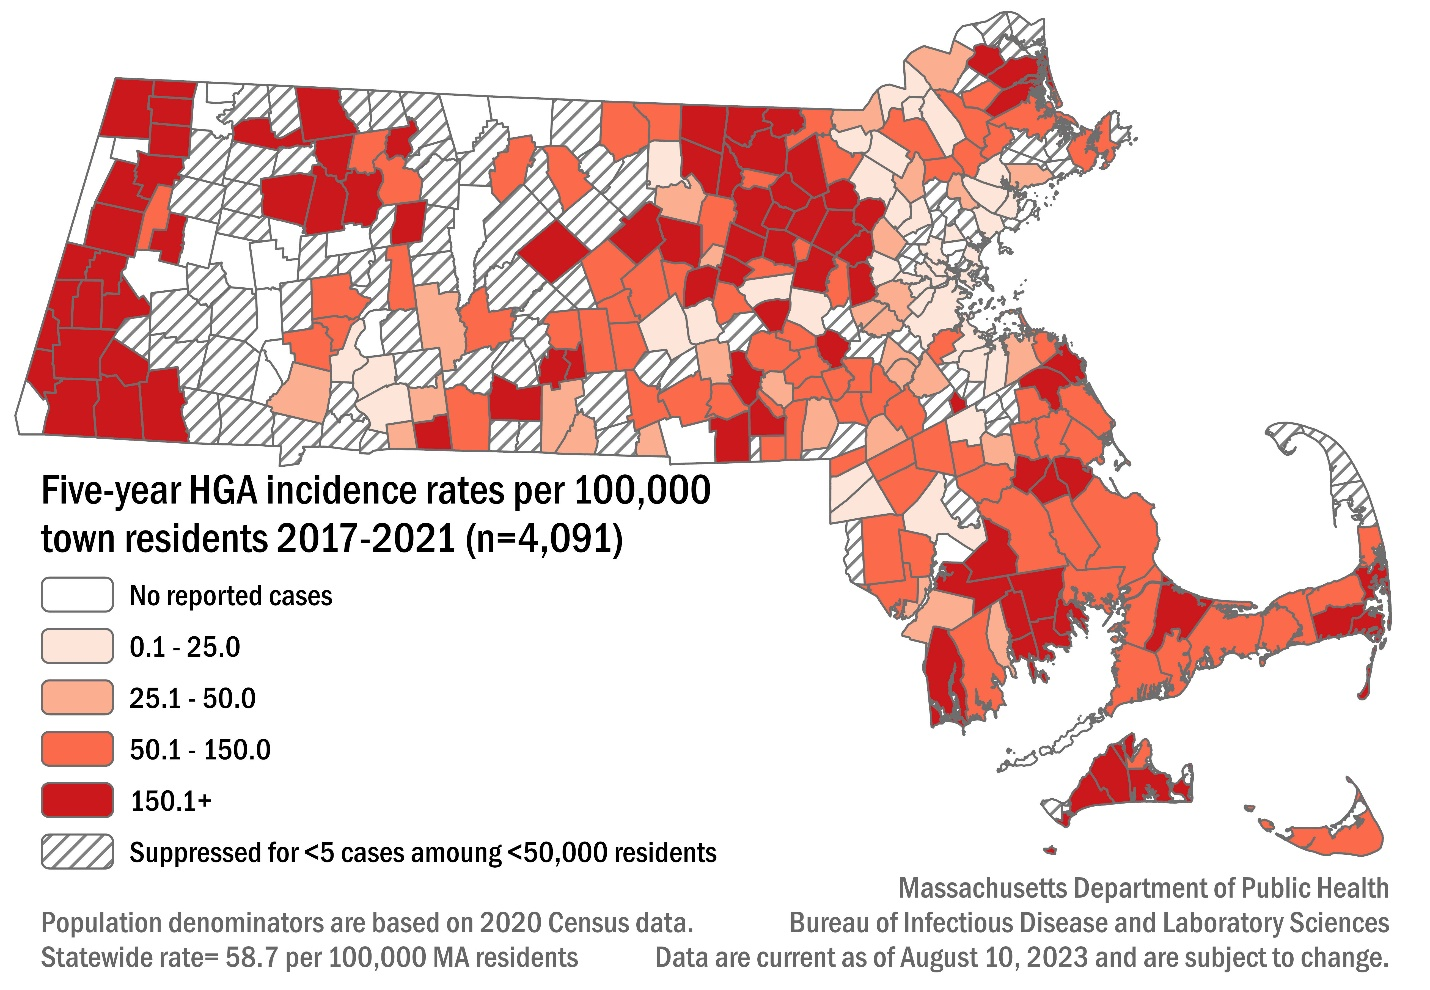 Five-year HGA incidence rates per 100,000
town residents 2017-2021 (n=4,091)
No reported cases
0.1 - 25.0
25.1 - 50.0
50.1 - 150.0
150.1+
Suppressed for <5 cases amoung <50,000 residents
Massachusetts Department of Public Health
Population denominators are based on 2020 Census data.
Bureau of Infectious Disease and Laboratory Sciences
Statewide rate= 58.7 per 100,000 MA residents
Data are current as of August 10, 2023 and are subject to change.